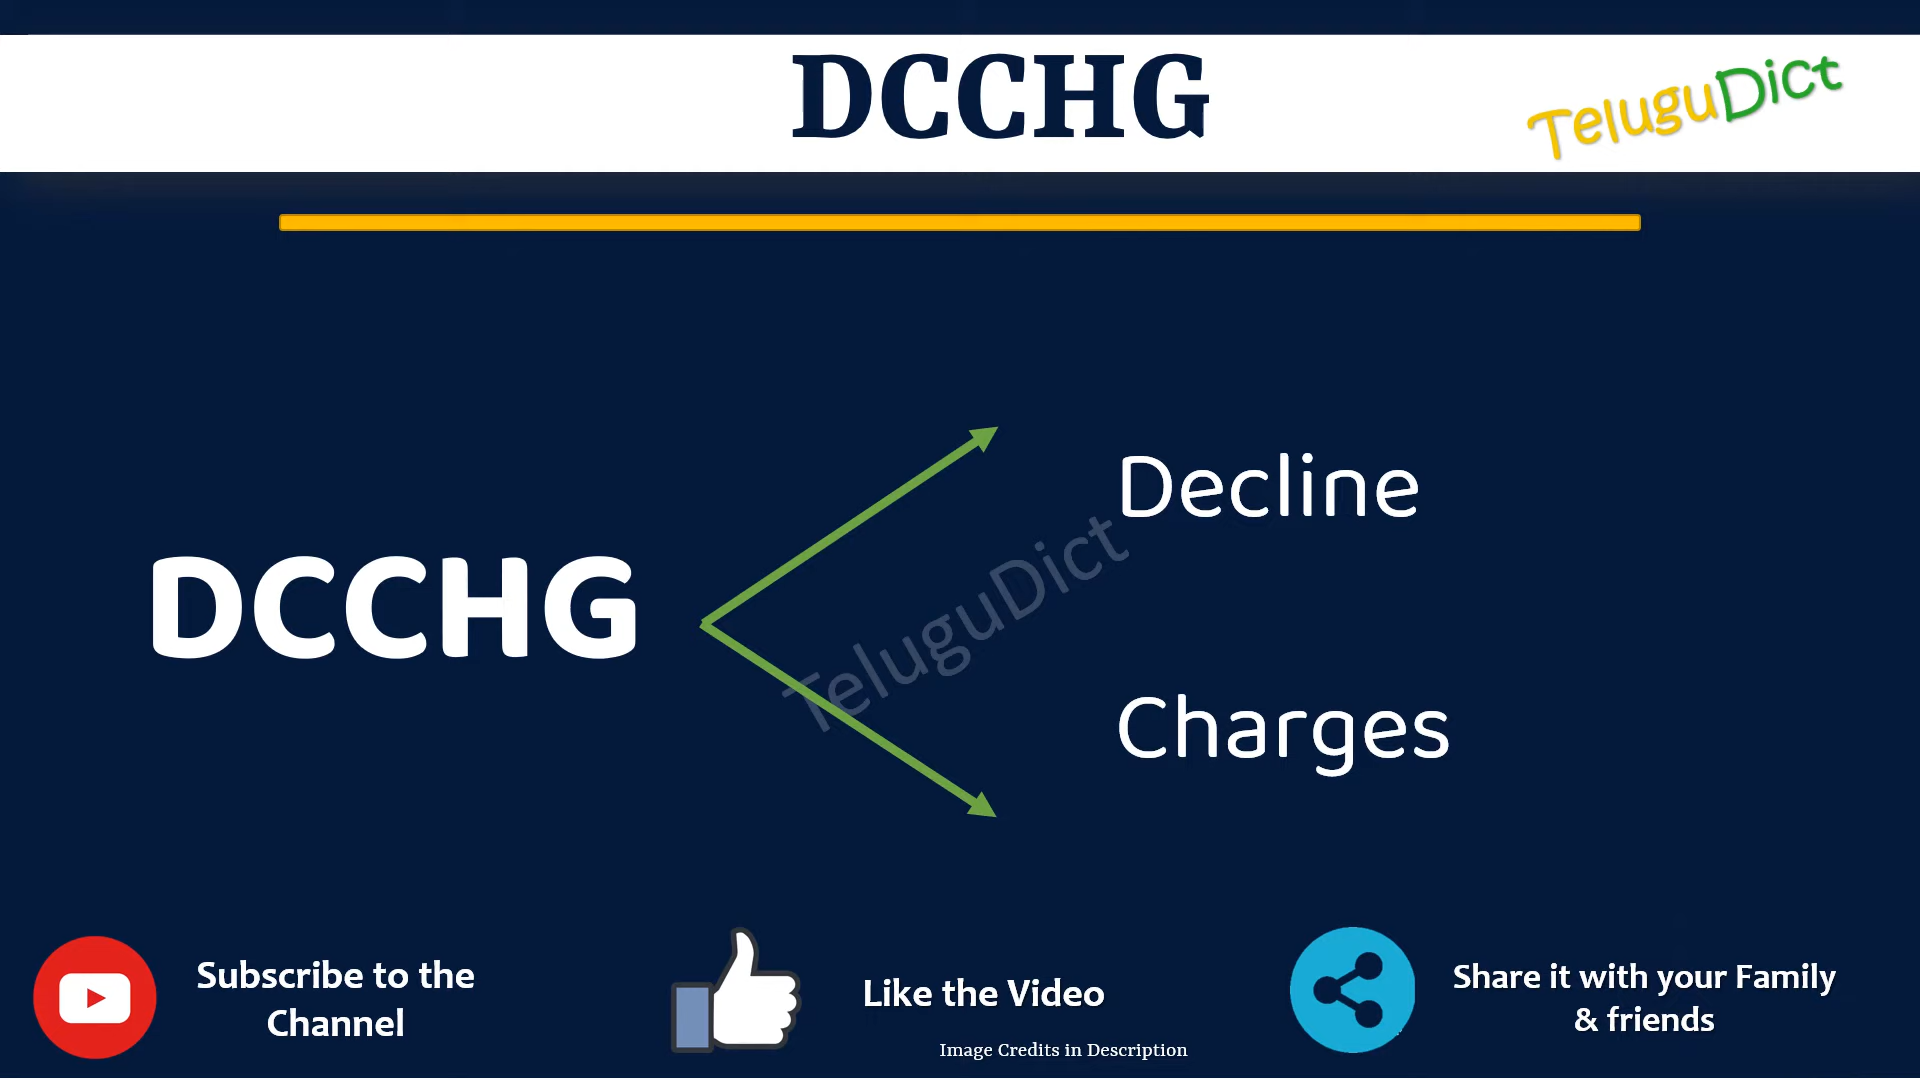 DCCHG
TeluguDict
Decline
DCCHG
TeluguDict
Charges
Subscribe to the
Channel
Like the Video
Share it with your Family
& friends
Image Credits in Description